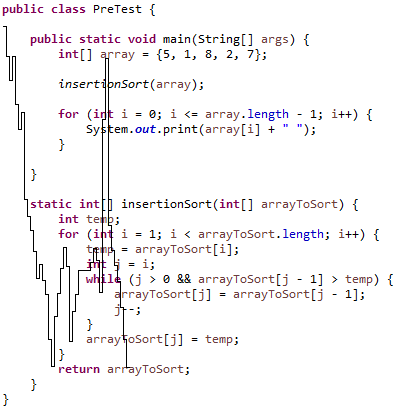 public class PreTest {
public static void main(String[] args) {
int[] array = {5, 1, 8, 2, 7};
insertionSort(array);
for (int i = 0; i <= array.length - 1; i++) {
System.out.print(array[i] + " ");
}
}
static int[] insertionSort(int[] arrayToSort) {
int temp;
for (int i = 1; i < arrayToSort.length; i++) {
temp = arrayToSort[i];
int j = i;
while (j > 0 && arrayToSort[j - 1] > temp) {
arrayToSort[j] = arrayToSort[j - 1];
j--;
}
arrayToSort[j] = temp;
}
return arrayToSort;
}
}